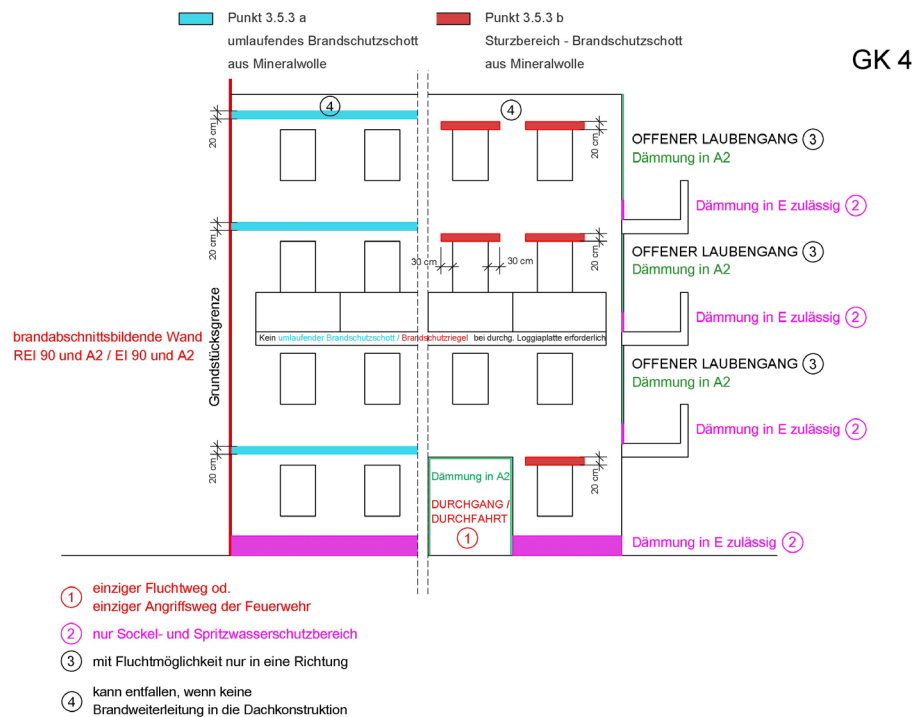 Punkt 3.5.3 a
umlaufendes Brandschutzschott
aus Mineralwolle
Punkt 3.5.3 b
Sturzbereich - Brandschutzschott
aus Mineralwolle
GK 4
4
4
20 cm
20 cm
OFFENER LAUBENGANG 3
Dämmung in A2
Dämmung in E zulässig 2
20 cm
30 cm
30 cm
20 cm
OFFENER LAUBENGANG 3
Dämmung in A2
Dämmung in E zulässig 2
brandabschnittsbildende Wand
REI 90 und A2 / EI 90 und A2
Grundstücksgrenze
Kein umlaufender Brandschutzschott / Brandschutzriegel bei durchg. Loggiaplatte erforderlich
OFFENER LAUBENGANG 3
Dämmung in A2
Dämmung in E zulässig 2
20 cm
20 cm
Dämmung in A2
DURCHGANG /
DURCHFAHRT
1
Dämmung in E zulässig 2
1 einziger Fluchtweg od.
einziger Angriffsweg der Feuerwehr
2 nur Sockel- und Spritzwasserschutzbereich
3 mit Fluchtmöglichkeit nur in eine Richtung
4 kann entfallen, wenn keine
Brandweiterleitung in die Dachkonstruktion